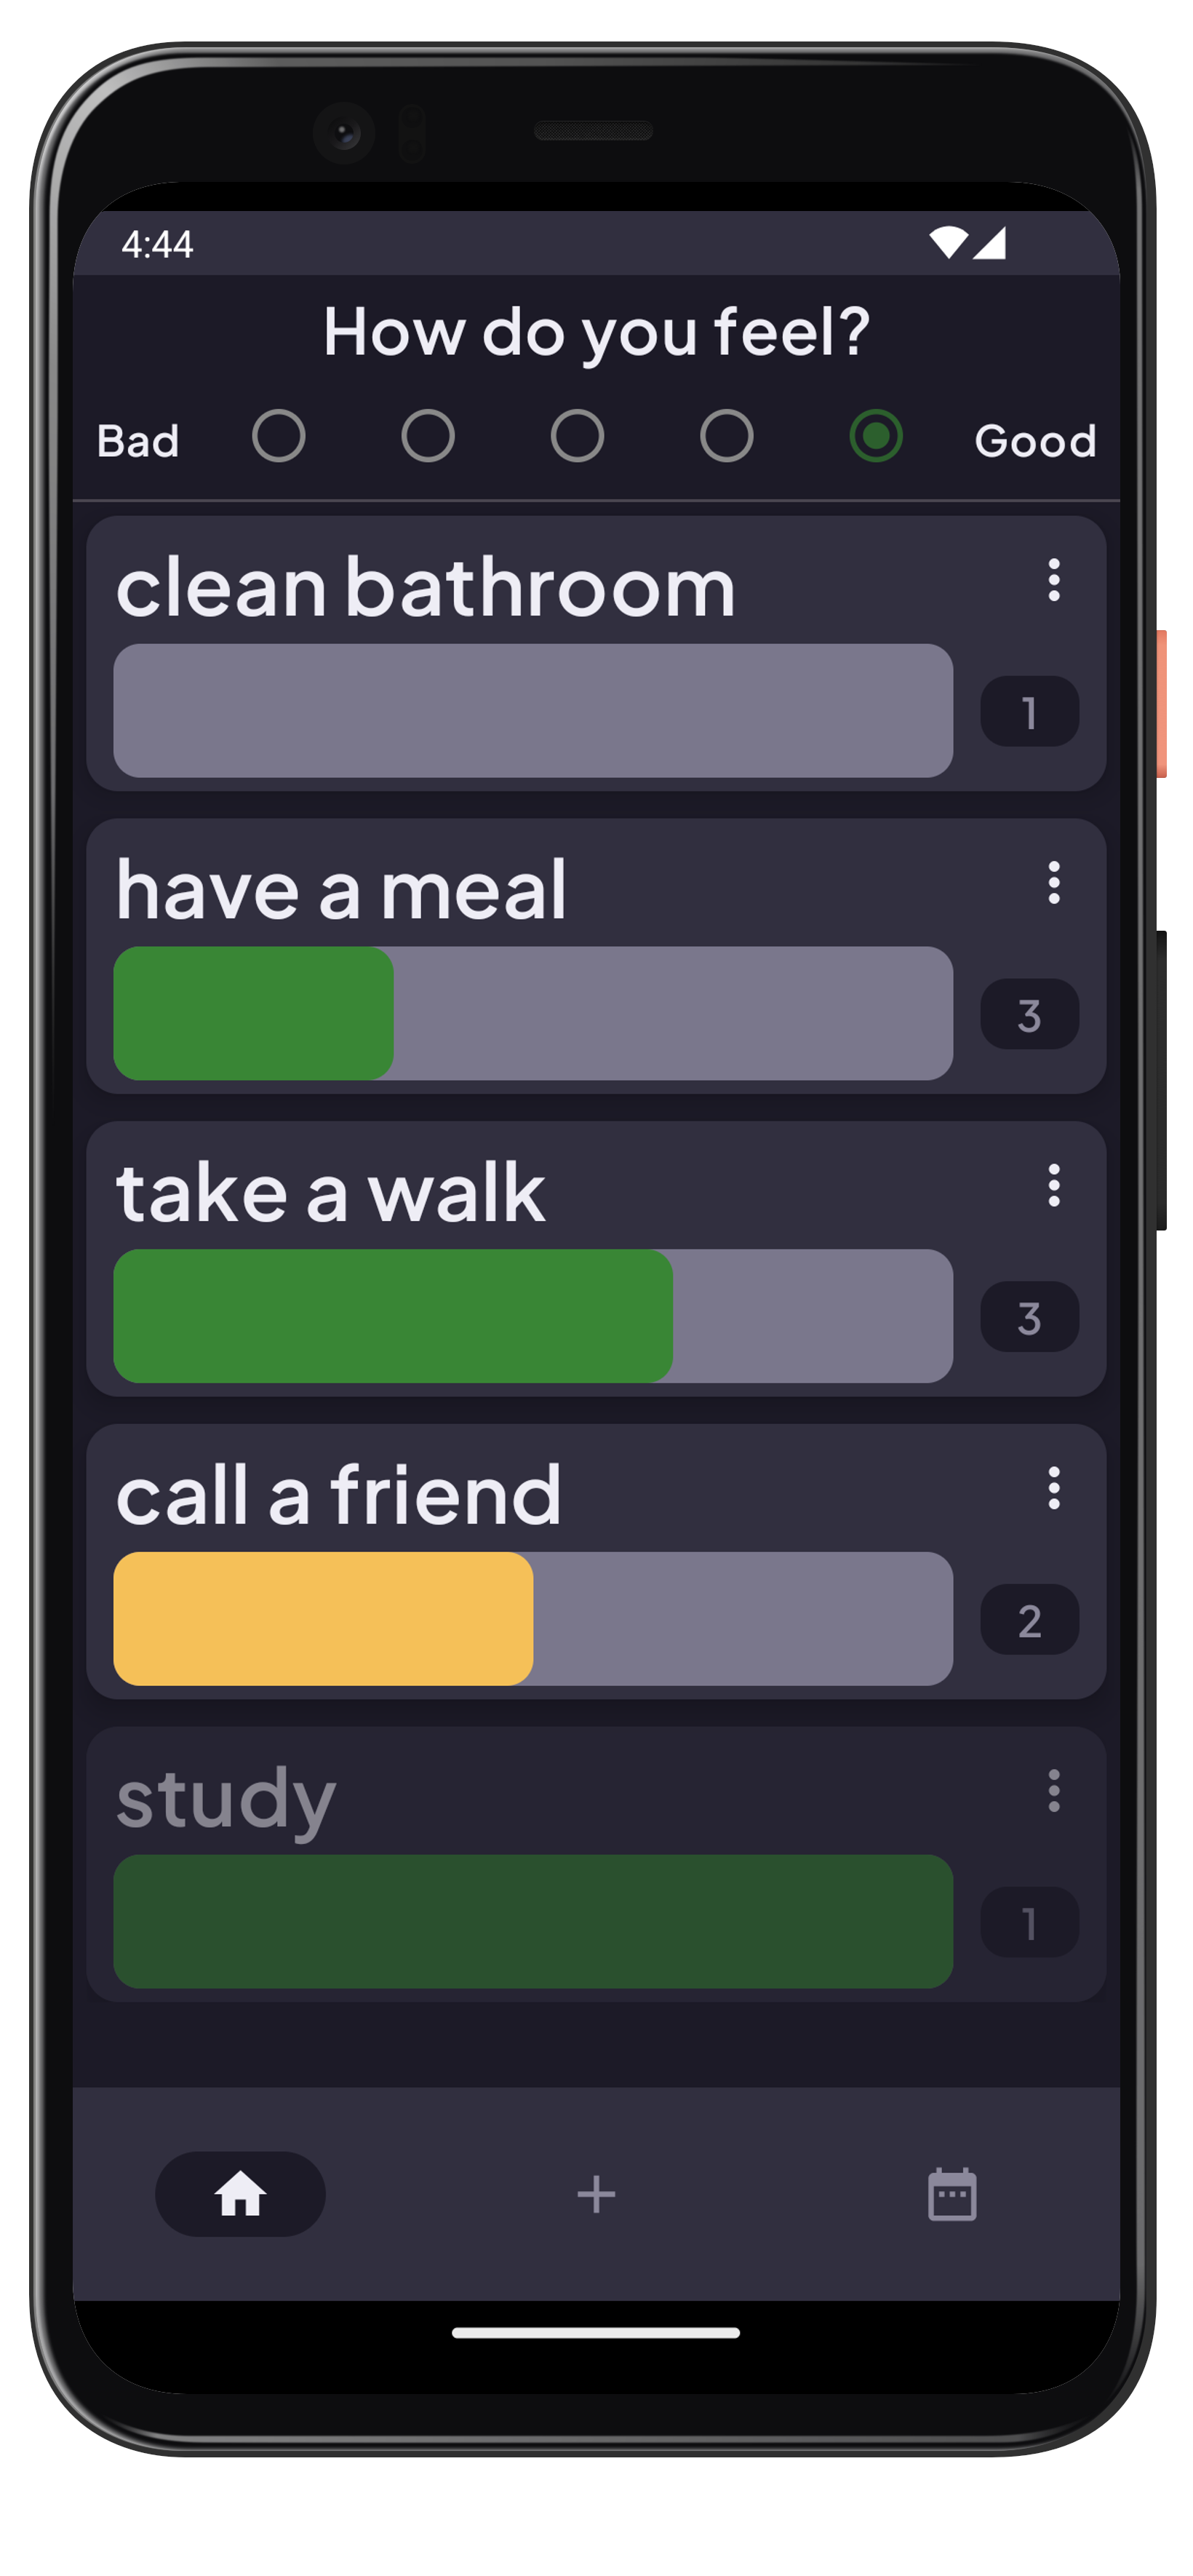 4:44
How do you feel?
Bad Good
clean bathroom
1
have a meal
3
take a walk
3
call a friend
2
study
1